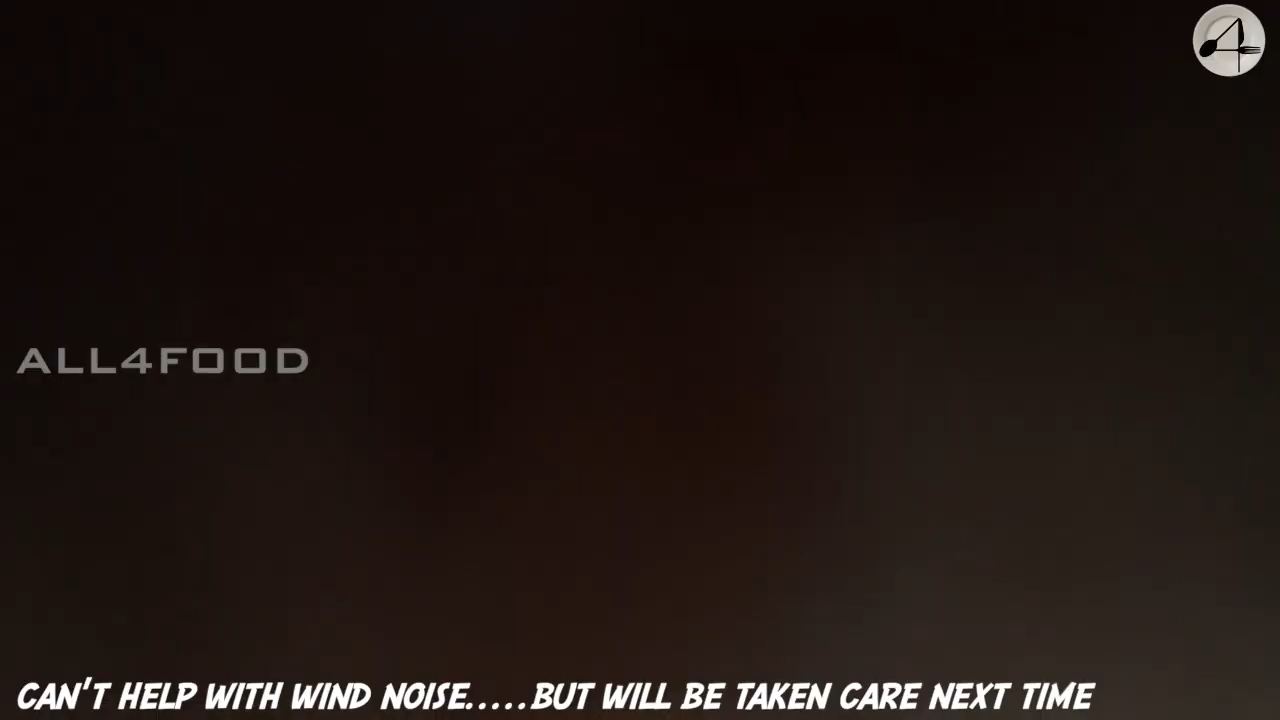 ALL4FOOD
CAN'T HELP WITH WIND NOISE.....BUT WILL BE TAKEN CARE NEXT TIME